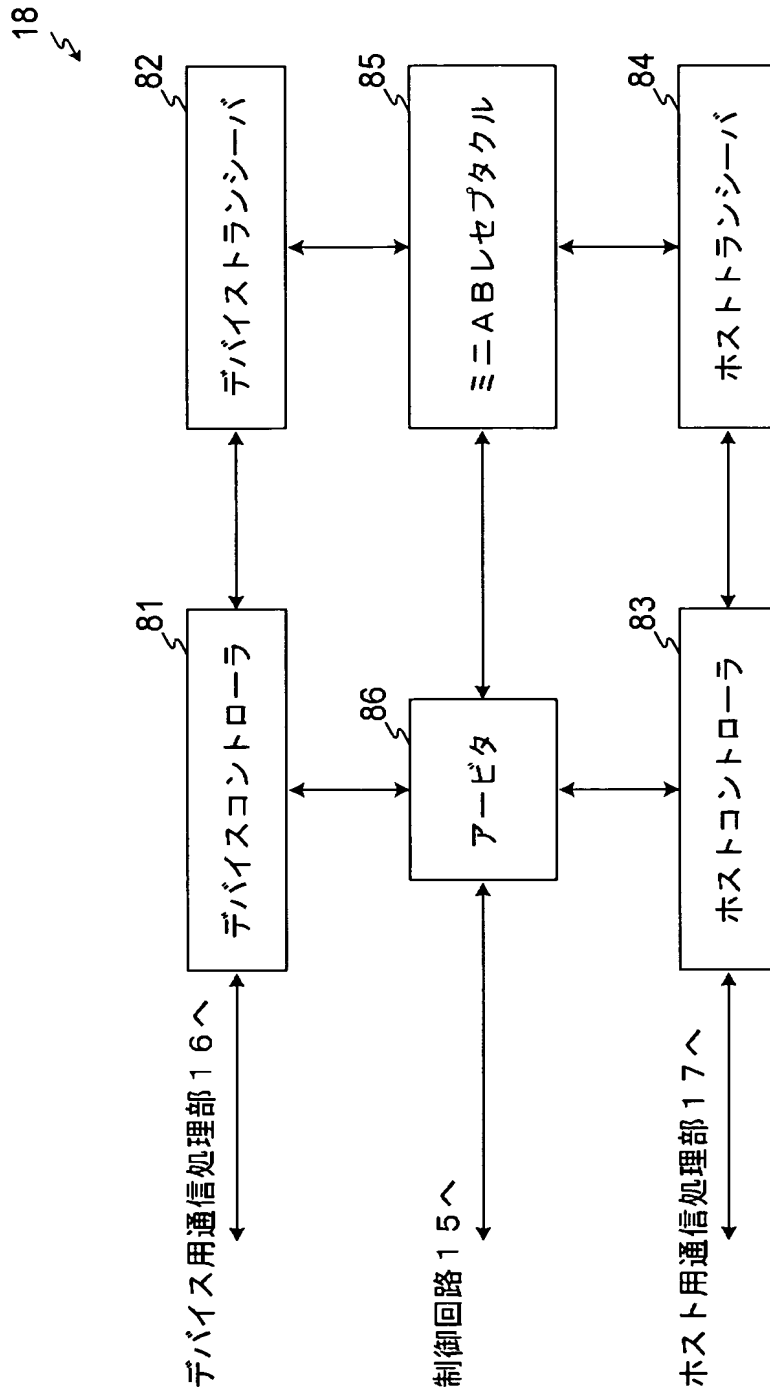 18
82
デバイストランシーバ
85
ミニABレセプタクル
84
ホストトランシーバ
81
デバイスコントローラ
86
アービタ
83
ホストコントローラ
デバイス用通信処理部16へ
制御回路15へ
ホスト用通信処理部17へ